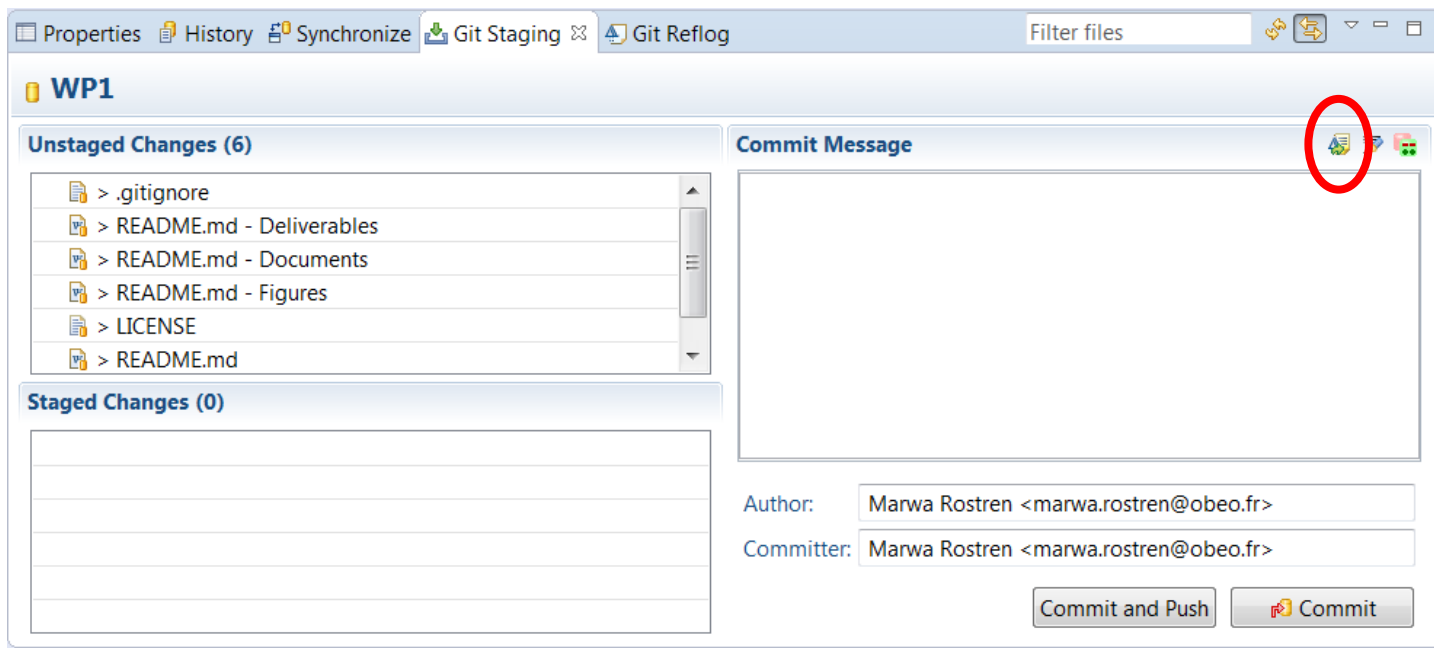 Properties History Synchronize Git Staging Git Reflog Filter files
WP1
Unstaged Changes (6)
> .gitignore
> README.md - Deliverables
> README.md - Documents
> README.md - Figures
> LICENSE
> README.md
Staged Changes (0)
Commit Message
Author: Marwa Rostren <marwa.rostren@obeo.fr>
Committer: Marwa Rostren <marwa.rostren@obeo.fr>
Commit and Push Commit